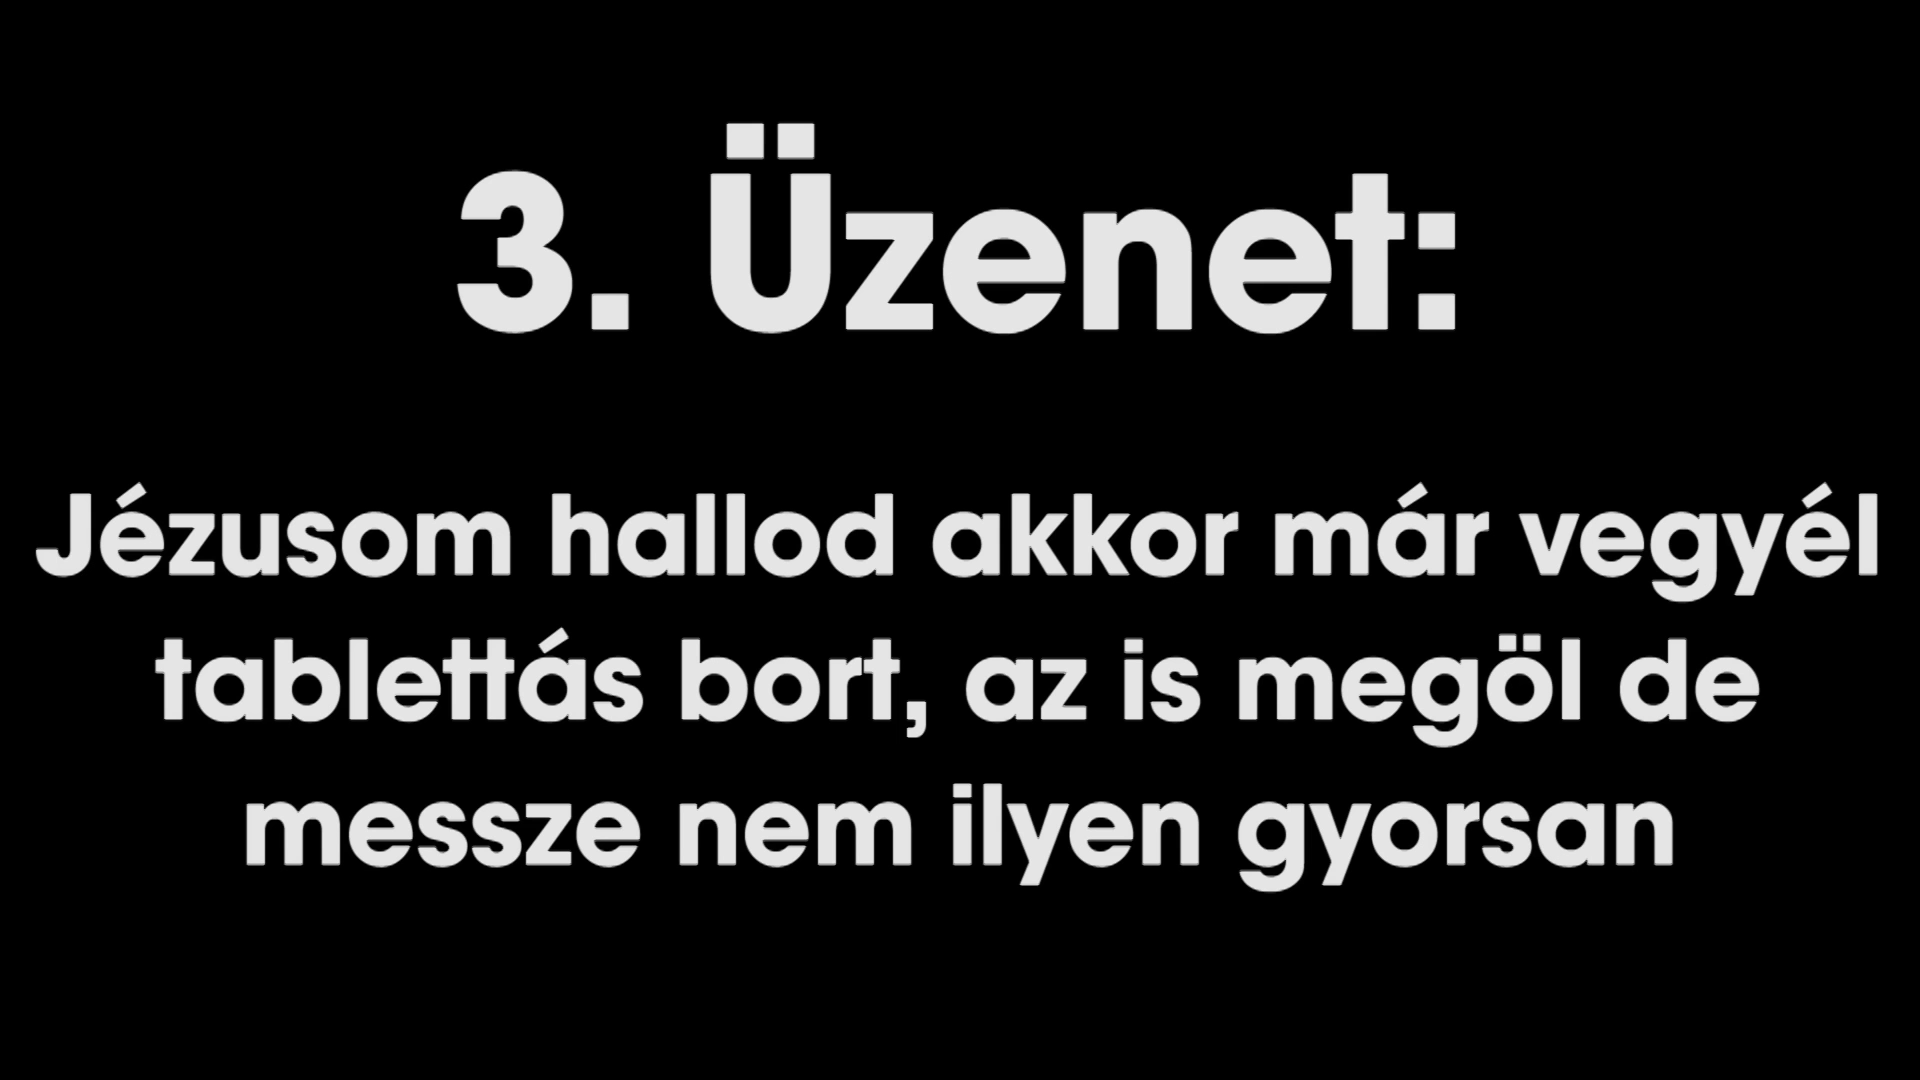 3. Üzenet:
Jézusom hallod akkor már vegyél
tablettás bort, az is megöl de
messze nem ilyen gyorsan